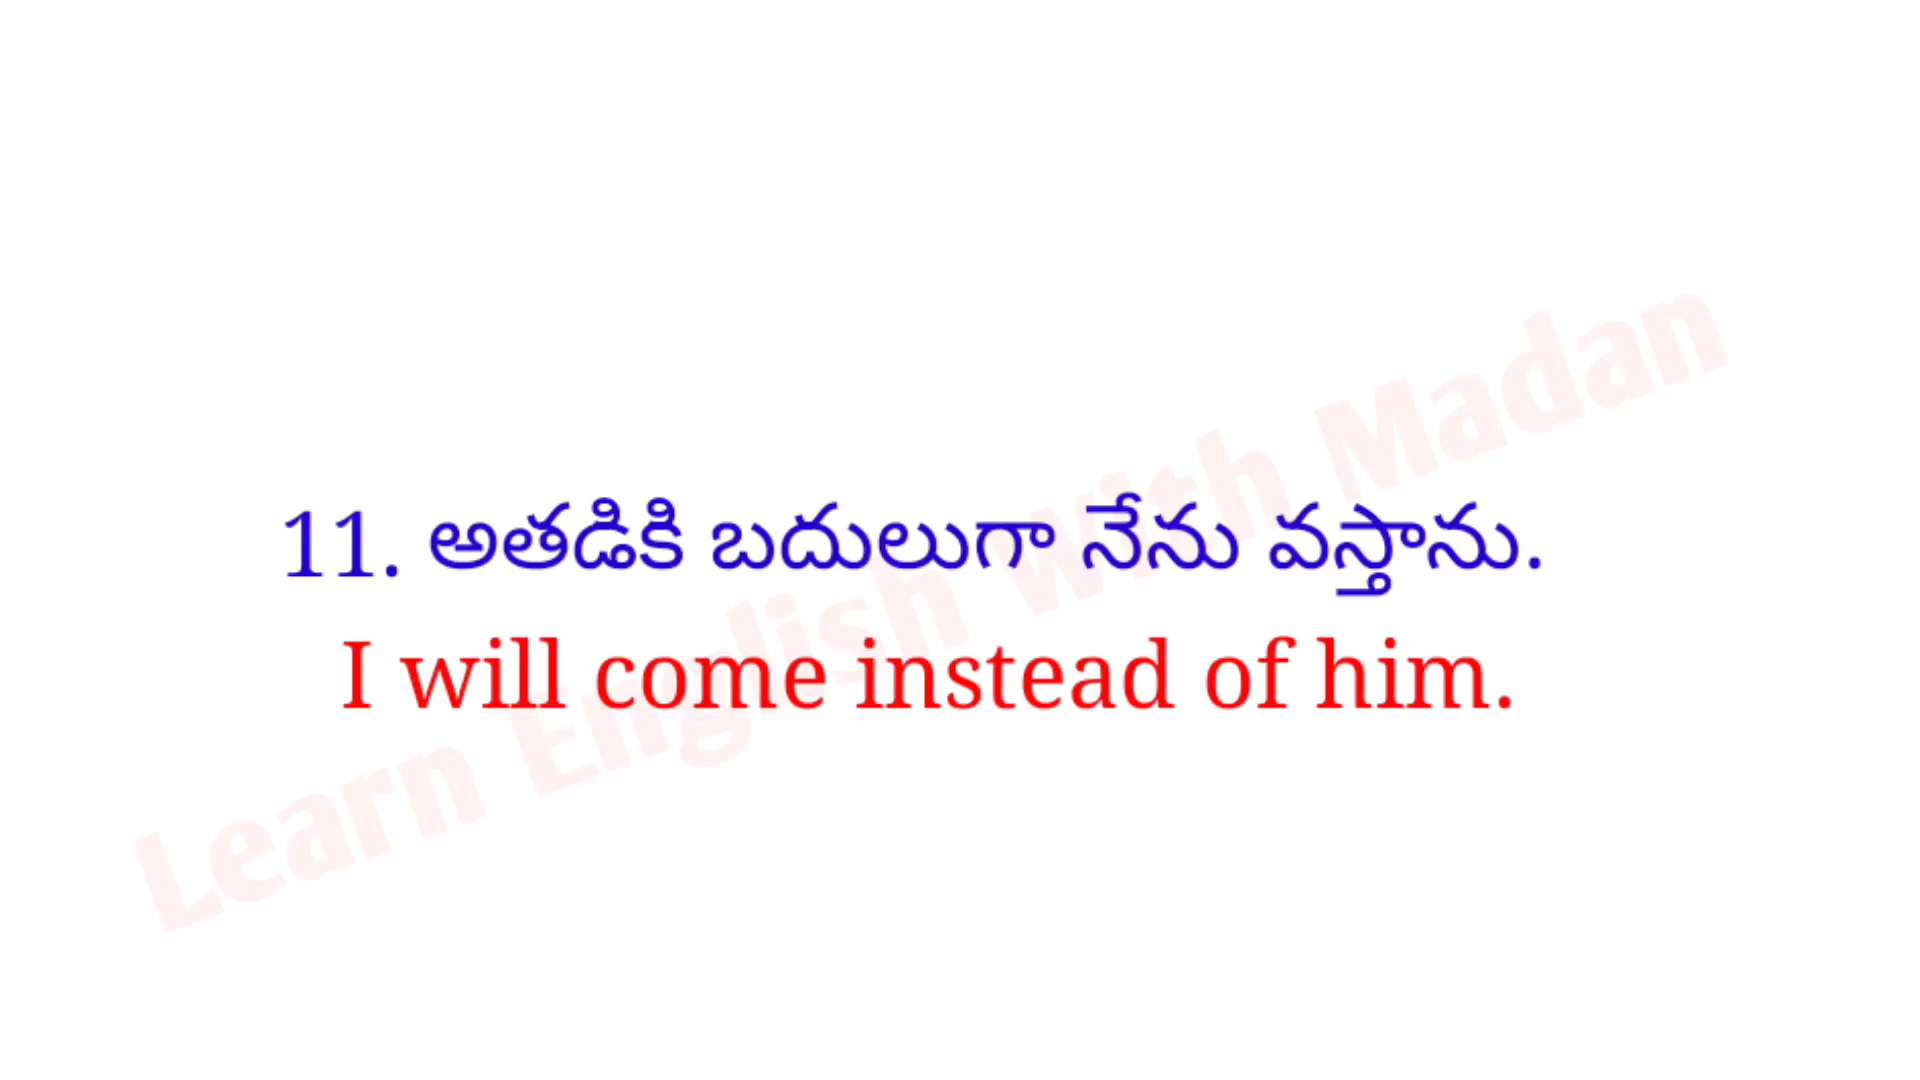 11. అతడికి బదులుగా నేను వస్తాను.
I will come instead of him.
Learn English with Madan